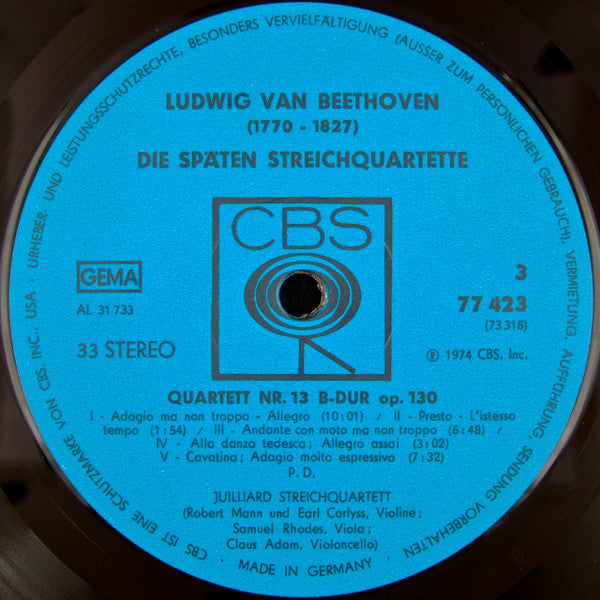 URHEBER- UND LEISTUNGSSCHUTZRECHTE, BESONDERS VERVIELFÄLTIGUNG (AUSSER ZUM PERSÖNLICHEN GEBRAUCH), VERMIETUNG, AUFFÜHRUNG, SENDUNG VORBEHALTEN
LUDWIG VAN BEETHOVEN
(1770 - 1827)
DIE SPÄTEN STREICHQUARTETTE
CBS
GEMA
3
AL 31 733
77 423
(73 318)
33 STEREO
℗ 1974 CBS, Inc.
QUARTETT NR. 13 B-DUR op. 130
I - Adagio ma non troppo - Allegro (10:01) / II - Presto - L'istesso
tempo (1:54) / III - Andante con moto ma non troppo (6:48) /
IV - Alla danza tedesca; Allegro assai (3:02)
V - Cavatina; Adagio molto espressivo (7:32)
P. D.
JUILLIARD STREICHQUARTETT
(Robert Mann und Earl Carlyss, Violine;
Samuel Rhodes, Viola;
Claus Adam, Violoncello)
CBS IST EINE SCHUTZMARKE VON CBS, INC., USA •
• MADE IN GERMANY •